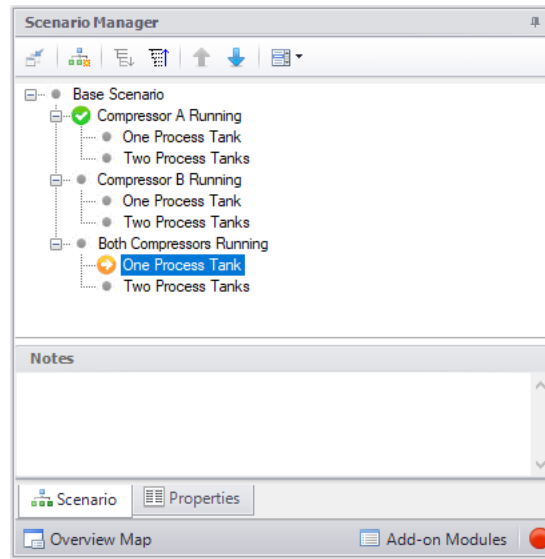 Scenario Manager
Base Scenario
Compressor A Running
One Process Tank
Two Process Tanks
Compressor B Running
One Process Tank
Two Process Tanks
Both Compressors Running
One Process Tank
Two Process Tanks
Notes
Scenario Properties
Overview Map Add-on Modules